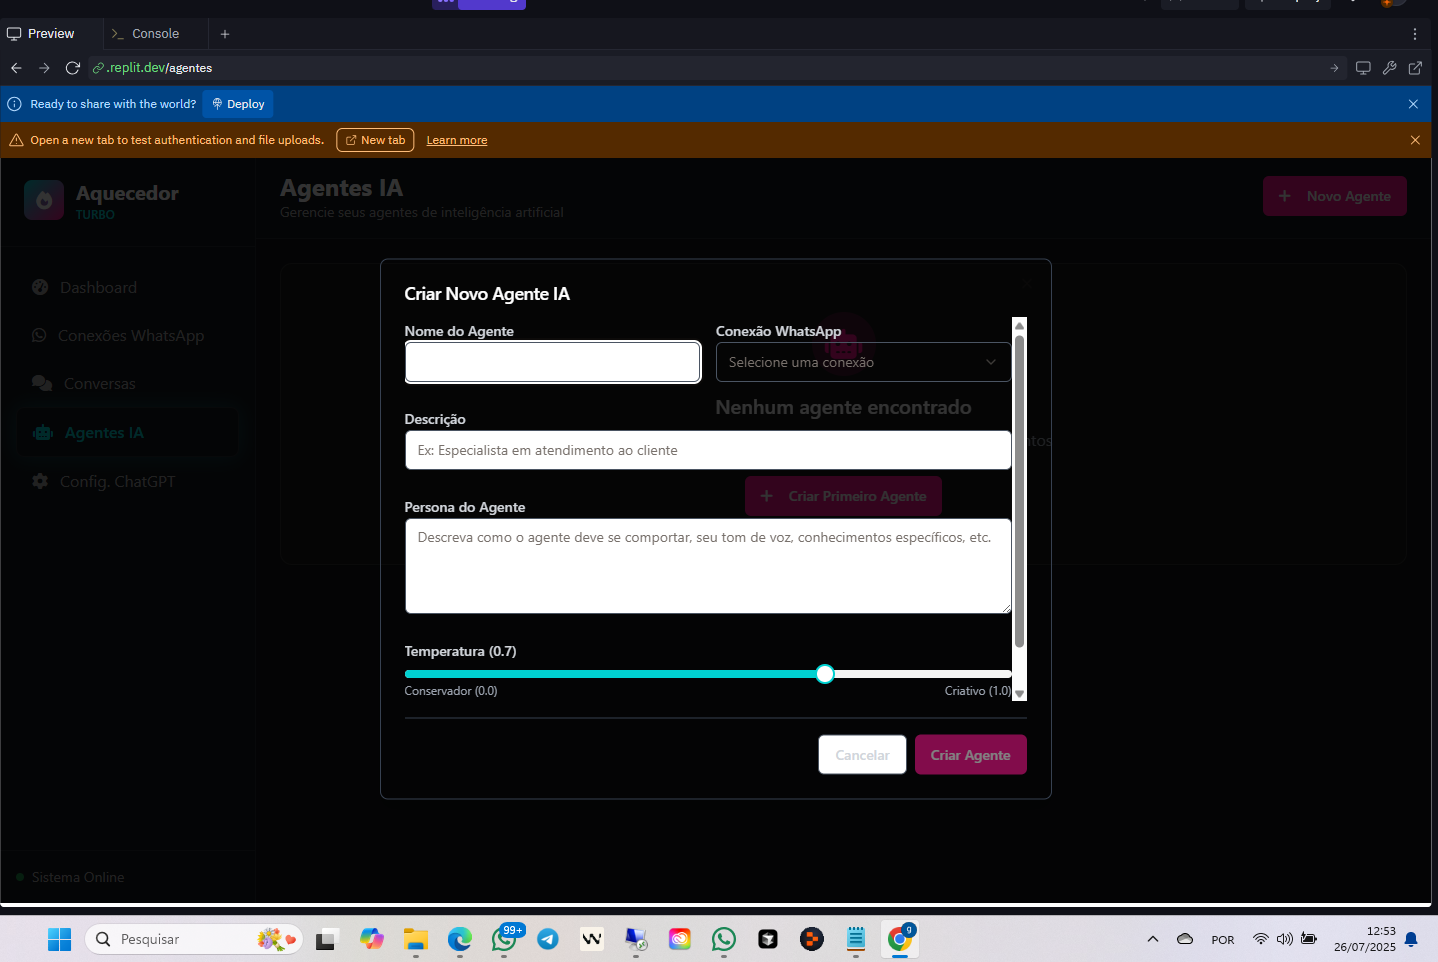 Preview
Console
.replit.dev/agentes
Ready to share with the world?
Deploy
Open a new tab to test authentication and file uploads.
New tab
Learn more
Aquecedor
TURBO
Agentes IA
Gerencie seus agentes de inteligência artificial
Novo Agente
Dashboard
Conexões WhatsApp
Conversas
Agentes IA
Config. ChatGPT
Criar Novo Agente IA
Nome do Agente
Conexão WhatsApp
Selecione uma conexão
Nenhum agente encontrado
Descrição
Ex: Especialista em atendimento ao cliente
Criar Primeiro Agente
Persona do Agente
Descreva como o agente deve se comportar, seu tom de voz, conhecimentos específicos, etc.
Temperatura (0.7)
Conservador (0.0)
Criativo (1.0)
Cancelar
Criar Agente
Sistema Online
Pesquisar
99+
9
POR
12:53
26/07/2025